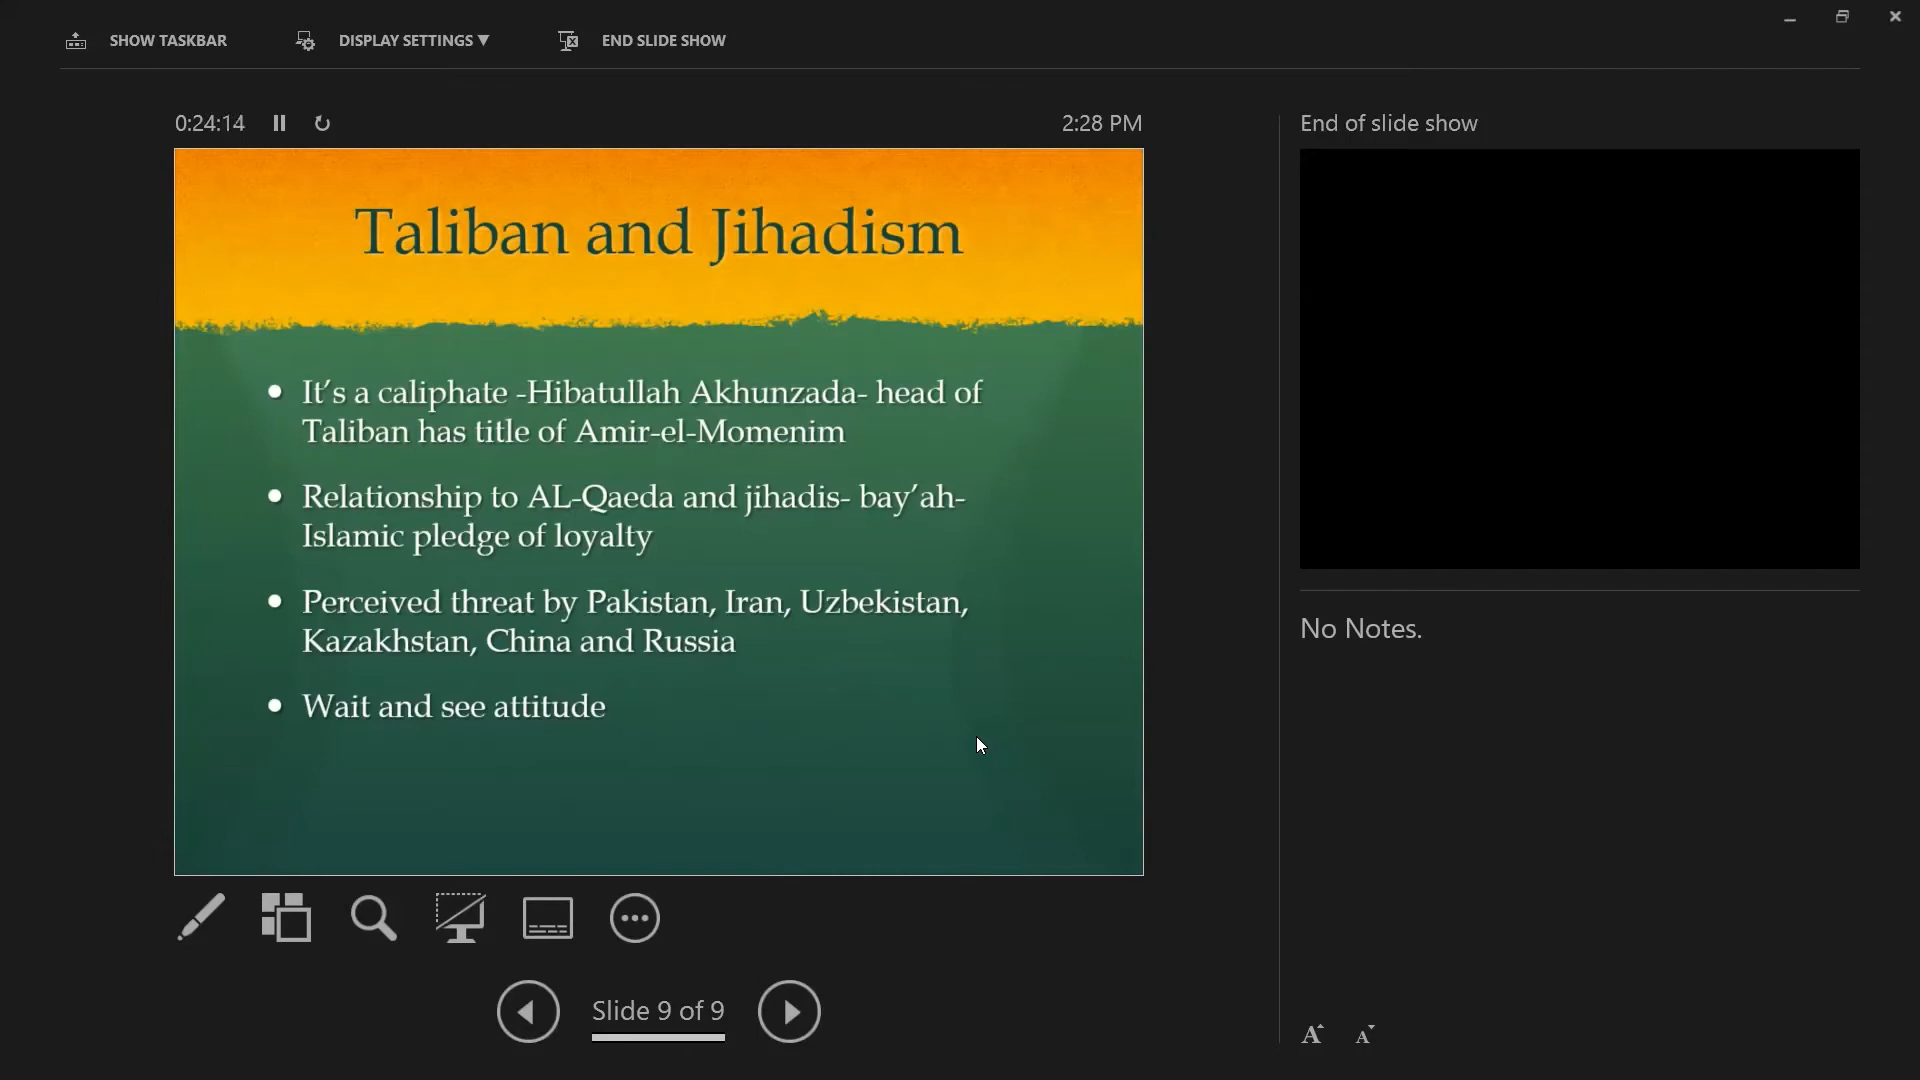 SHOW TASKBAR
DISPLAY SETTINGS ▼
END SLIDE SHOW
0:24:14
2:28 PM
End of slide show
Taliban and Jihadism
• It’s a caliphate -Hibatullah Akhunzada- head of
Taliban has title of Amir-el-Momenim
• Relationship to AL-Qaeda and jihadis- bay’ah-
Islamic pledge of loyalty
• Perceived threat by Pakistan, Iran, Uzbekistan,
Kazakhstan, China and Russia
• Wait and see attitude
No Notes.
Slide 9 of 9
A A